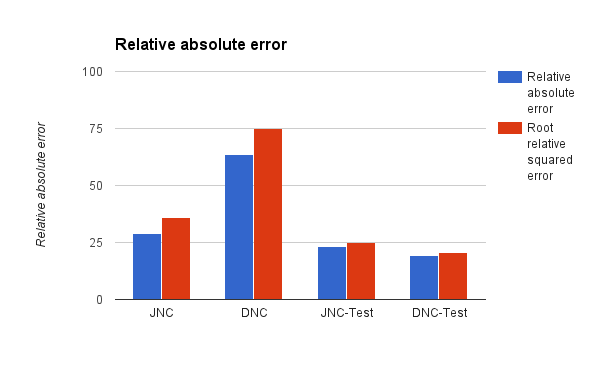 Relative absolute error
100
75
50
25
0
Relative absolute error
JNC
DNC
JNC-Test
DNC-Test
Relative
absolute
error
Root
relative
squared
error